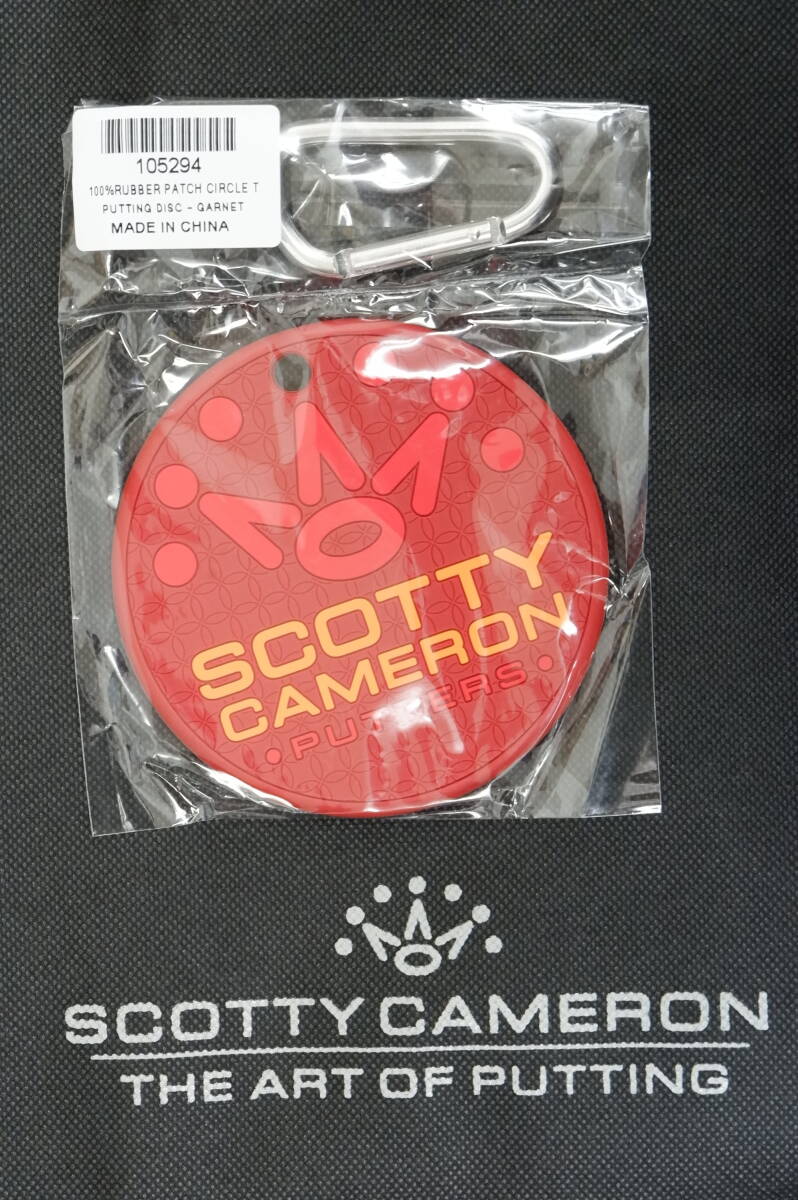 105294
100%RUBBER PATCH CIRCLE T
PUTTING DISC - GARNET
MADE IN CHINA
SCOTTY
CAMERON
• PUTTERS •
SCOTTY CAMERON
THE ART OF PUTTING